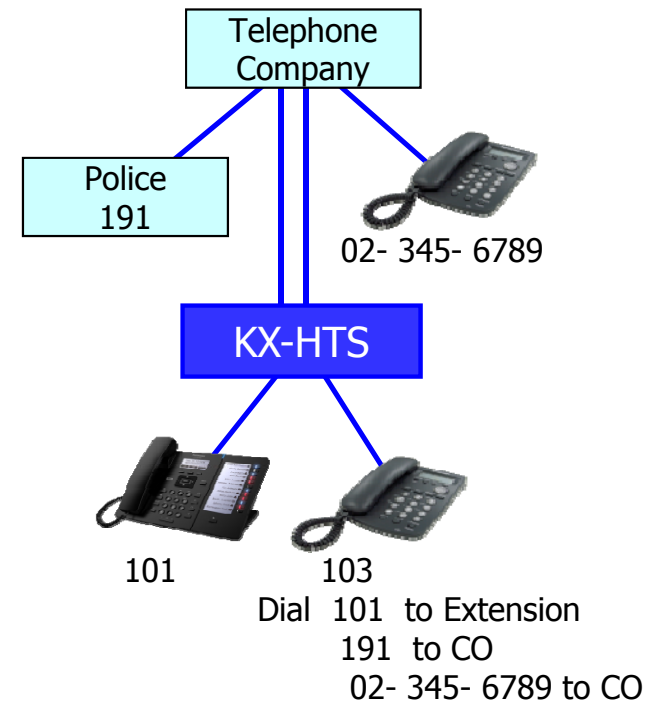 Telephone
Company
Police
191
02- 345- 6789
KX-HTS
101
103
Dial 101 to Extension
191 to CO
02- 345- 6789 to CO